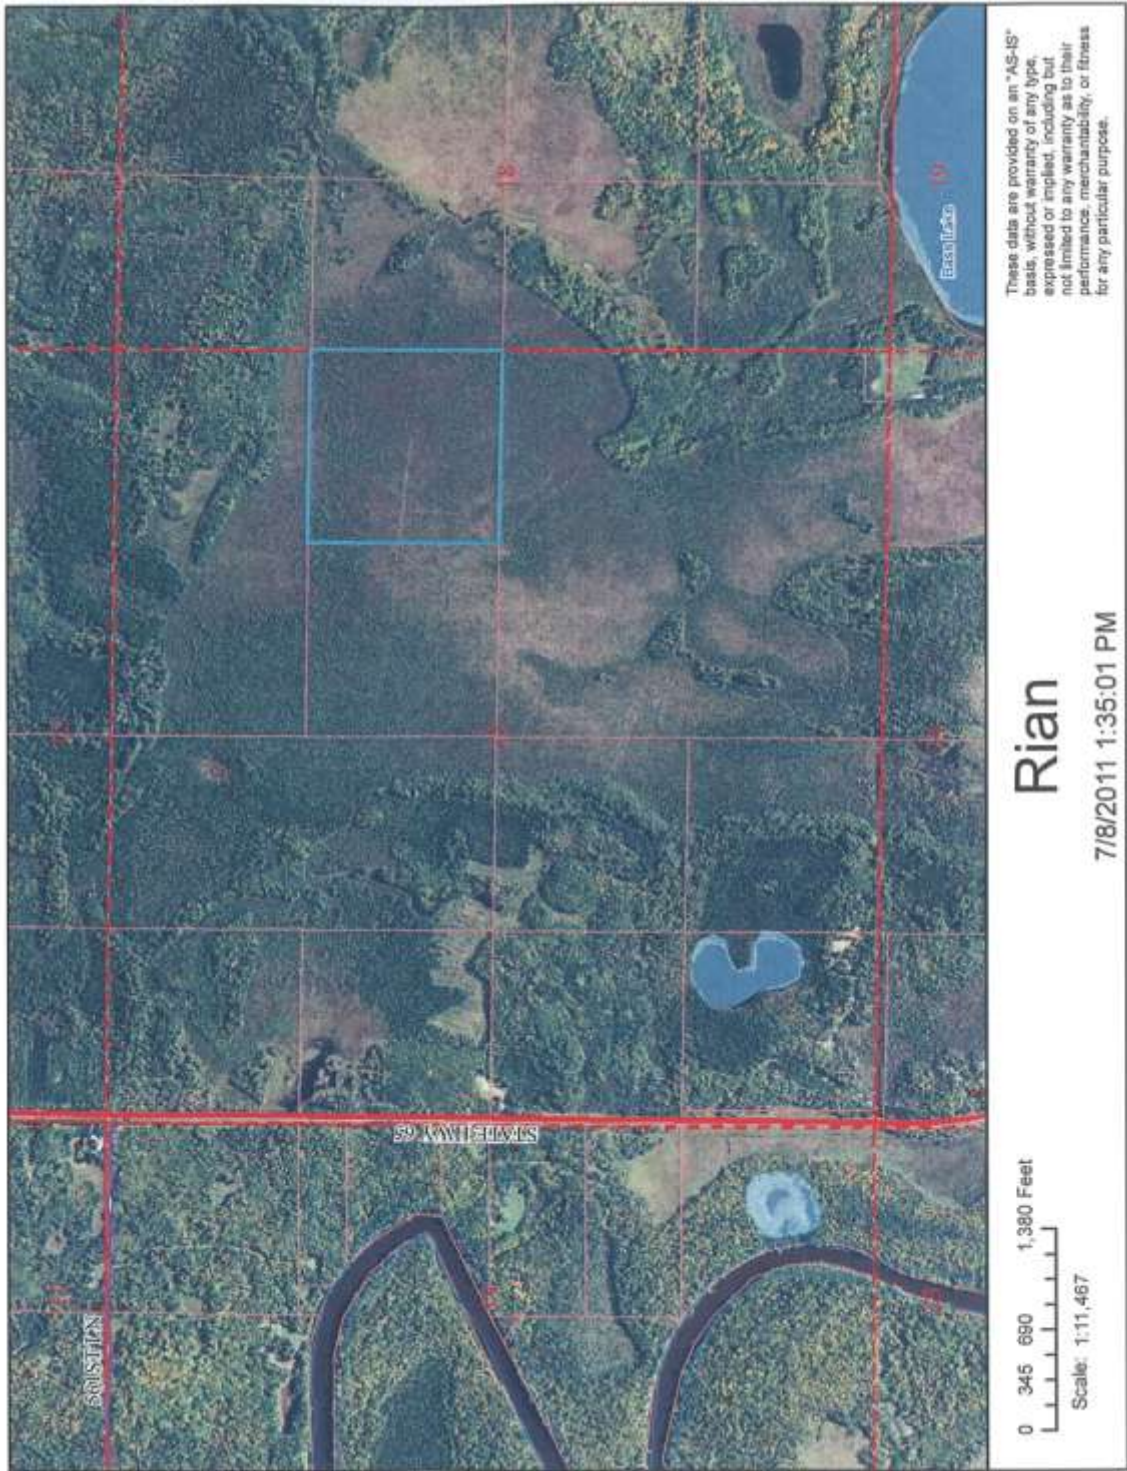 STATE HWY 65
Bass Lake
18
19
Rian
7/8/2011 1:35:01 PM
0 345 690 1,380 Feet
Scale: 1:11,467
These data are provided on an "AS-IS"
basis, without warranty of any type,
expressed or implied, including but
not limited to any warranty as to their
performance, merchantability, or fitness
for any particular purpose.